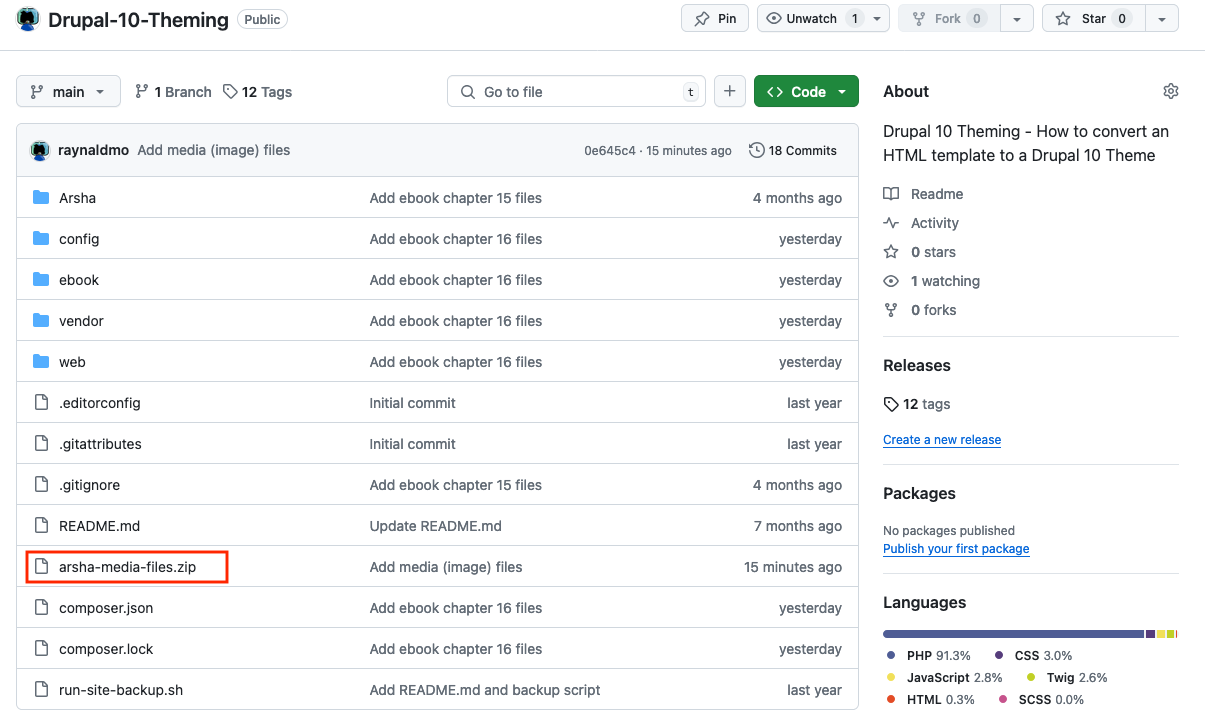 Drupal-10-Theming Public Pin Unwatch 1 Fork 0 Star 0
main 1 Branch 12 Tags Go to file t Code
raynaldmo Add media (image) files 0e645c4 · 15 minutes ago 18 Commits
Arsha Add ebook chapter 15 files 4 months ago
config Add ebook chapter 16 files yesterday
ebook Add ebook chapter 16 files yesterday
vendor Add ebook chapter 16 files yesterday
web Add ebook chapter 16 files yesterday
.editorconfig Initial commit last year
.gitattributes Initial commit last year
.gitignore Add ebook chapter 15 files 4 months ago
README.md Update README.md 7 months ago
arsha-media-files.zip Add media (image) files 15 minutes ago
composer.json Add ebook chapter 16 files yesterday
composer.lock Add ebook chapter 16 files yesterday
run-site-backup.sh Add README.md and backup script last year
About
Drupal 10 Theming - How to convert an
HTML template to a Drupal 10 Theme
Readme
Activity
0 stars
1 watching
0 forks
Releases
12 tags
Create a new release
Packages
No packages published
Publish your first package
Languages
PHP 91.3% CSS 3.0%
JavaScript 2.8% Twig 2.6%
HTML 0.3% SCSS 0.0%